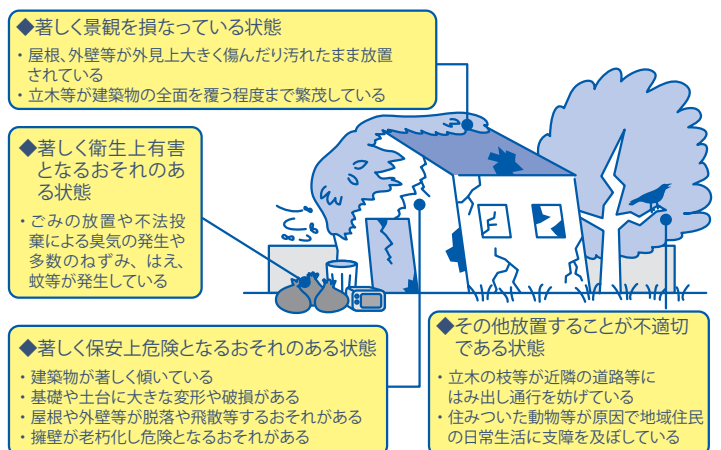 ◆著しく景観を損なっている状態
・屋根、外壁等が外見上大きく傷んだり汚れたまま放置
されている
・立木等が建築物の全面を覆う程度まで繁茂している
◆著しく衛生上有害
となるおそれのあ
る状態
・ごみの放置や不法投
棄による臭気の発生や
多数のねずみ、はえ、
蚊等が発生している
◆著しく保安上危険となるおそれのある状態
・建築物が著しく傾いている
・基礎や土台に大きな変形や破損がある
・屋根や外壁等が脱落や飛散等するおそれがある
・擁壁が老朽化し危険となるおそれがある
◆その他放置することが不適切
である状態
・立木の枝等が近隣の道路等に
はみ出し通行を妨げている
・住みついた動物等が原因で地域住民
の日常生活に支障を及ぼしている